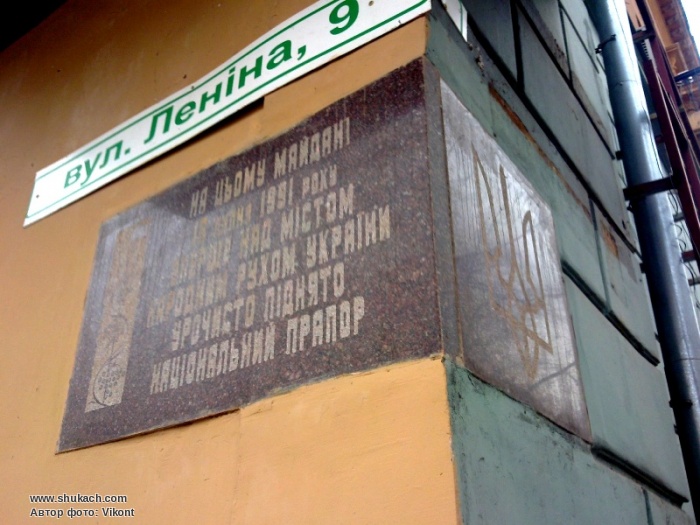 вул. Леніна, 9
НА ЦЬОМУ МАЙДАНІ
1991 РОКУ
НАД МІСТОМ
НАРОДНИМ РУХОМ УКРАЇНИ
УРОЧИСТО ПІДНЯТО
НАЦІОНАЛЬНИЙ ПРАПОР
www.shukach.com
Автор фото: Vikont